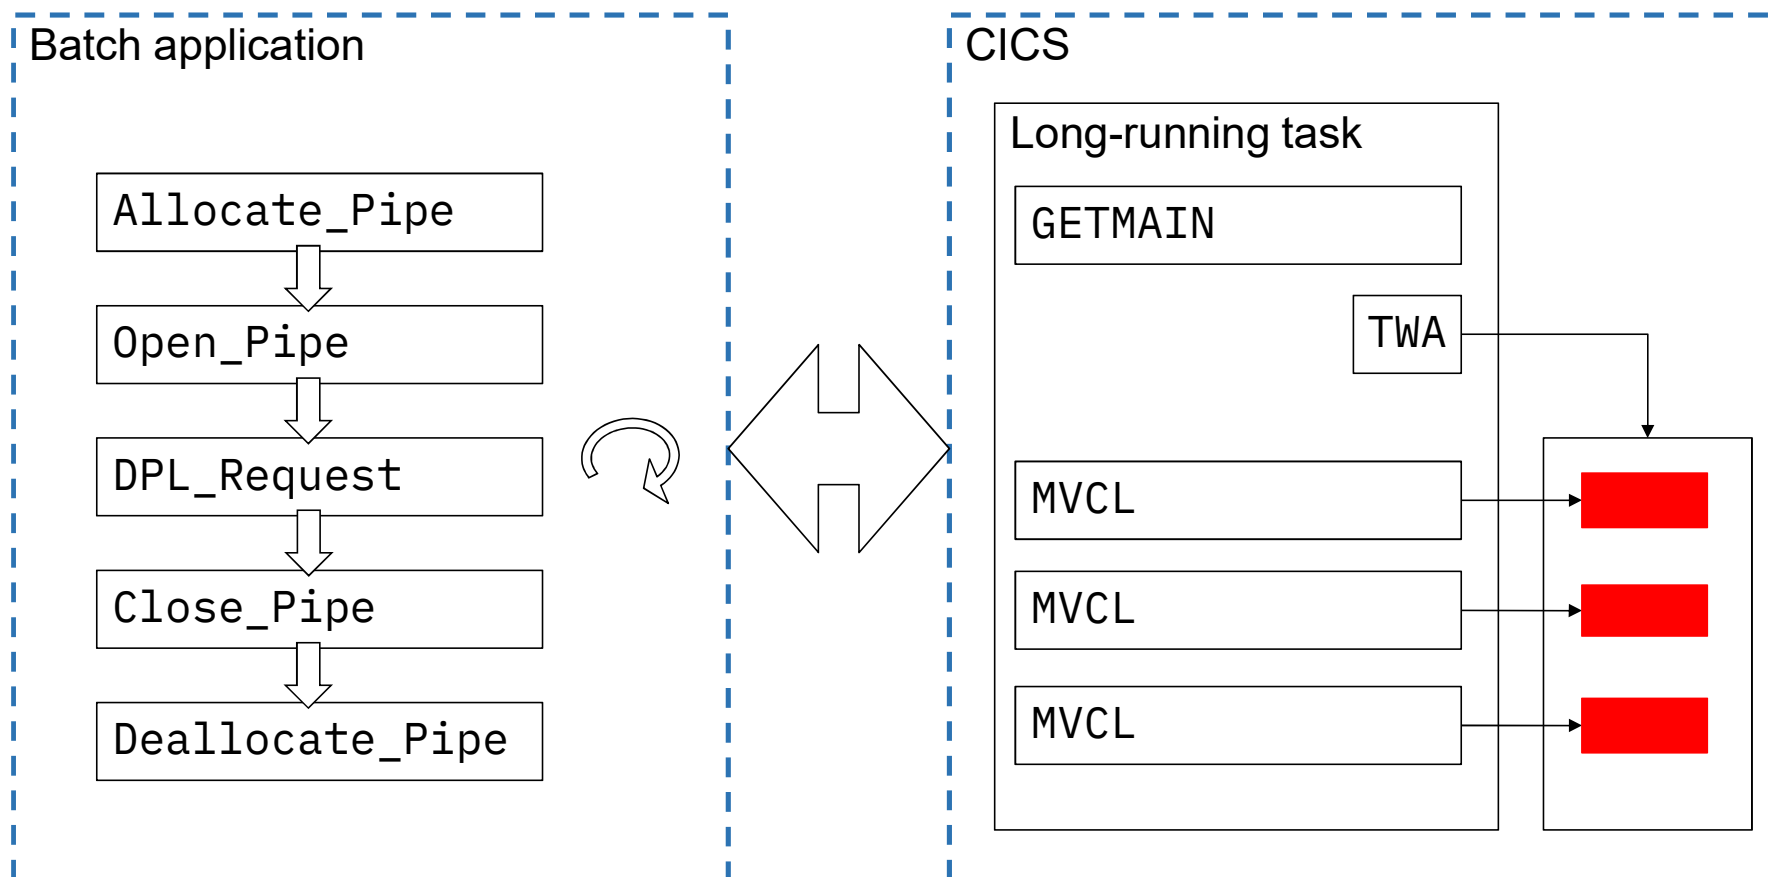 Batch application
Allocate_Pipe
Open_Pipe
DPL_Request
Close_Pipe
Deallocate_Pipe
CICS
Long-running task
GETMAIN
TWA
MVCL
MVCL
MVCL